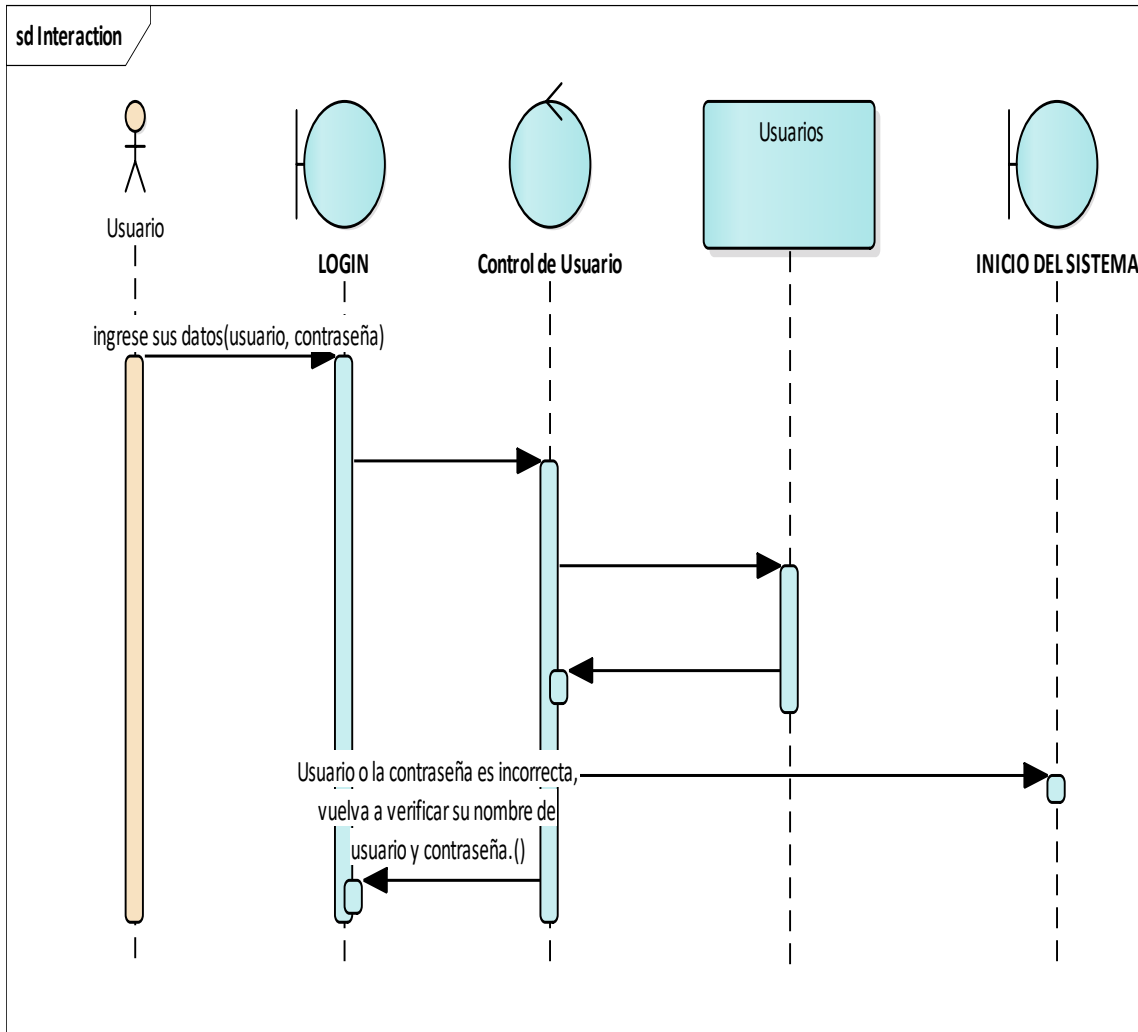 sd Interaction
Usuario
LOGIN
Control de Usuario
Usuarios
INICIO DEL SISTEMA
ingrese sus datos(usuario, contraseña)
Usuario o la contraseña es incorrecta,
vuelva a verificar su nombre de
usuario y contraseña.()